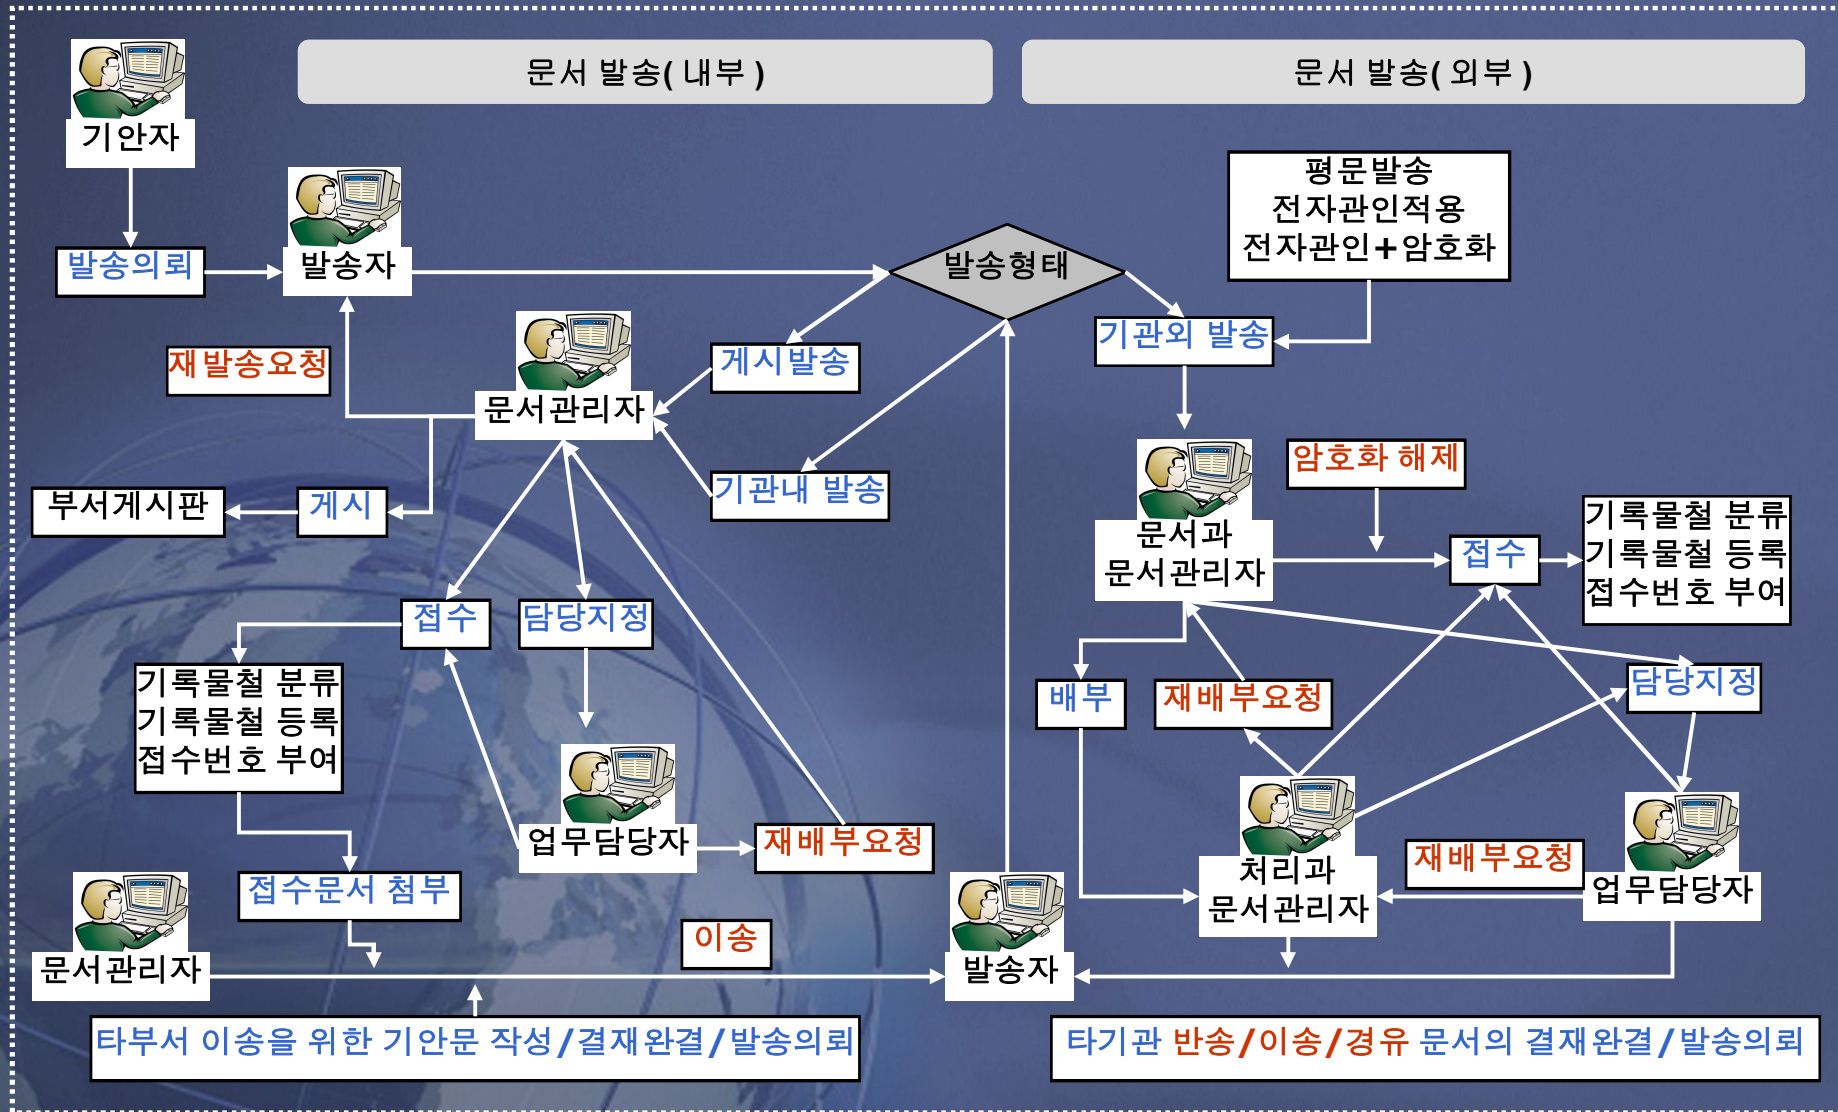 문서 발송( 내부 )
문서 발송( 외부 )
기안자
평문발송
전자관인적용
전자관인+암호화
발송의뢰
발송자
발송형태
기관외 발송
재발송요청
게시발송
문서관리자
기관내 발송
암호화 해제
부서게시판
게시
문서과
문서관리자
접수
기록물철 분류
기록물철 등록
접수번호 부여
접수
담당지정
기록물철 분류
기록물철 등록
접수번호 부여
배부
재배부요청
담당지정
업무담당자
재배부요청
처리과
문서관리자
재배부요청
업무담당자
접수문서 첨부
이송
문서관리자
발송자
타부서 이송을 위한 기안문 작성/결재완결/발송의뢰
타기관 반송/이송/경유 문서의 결재완결/발송의뢰